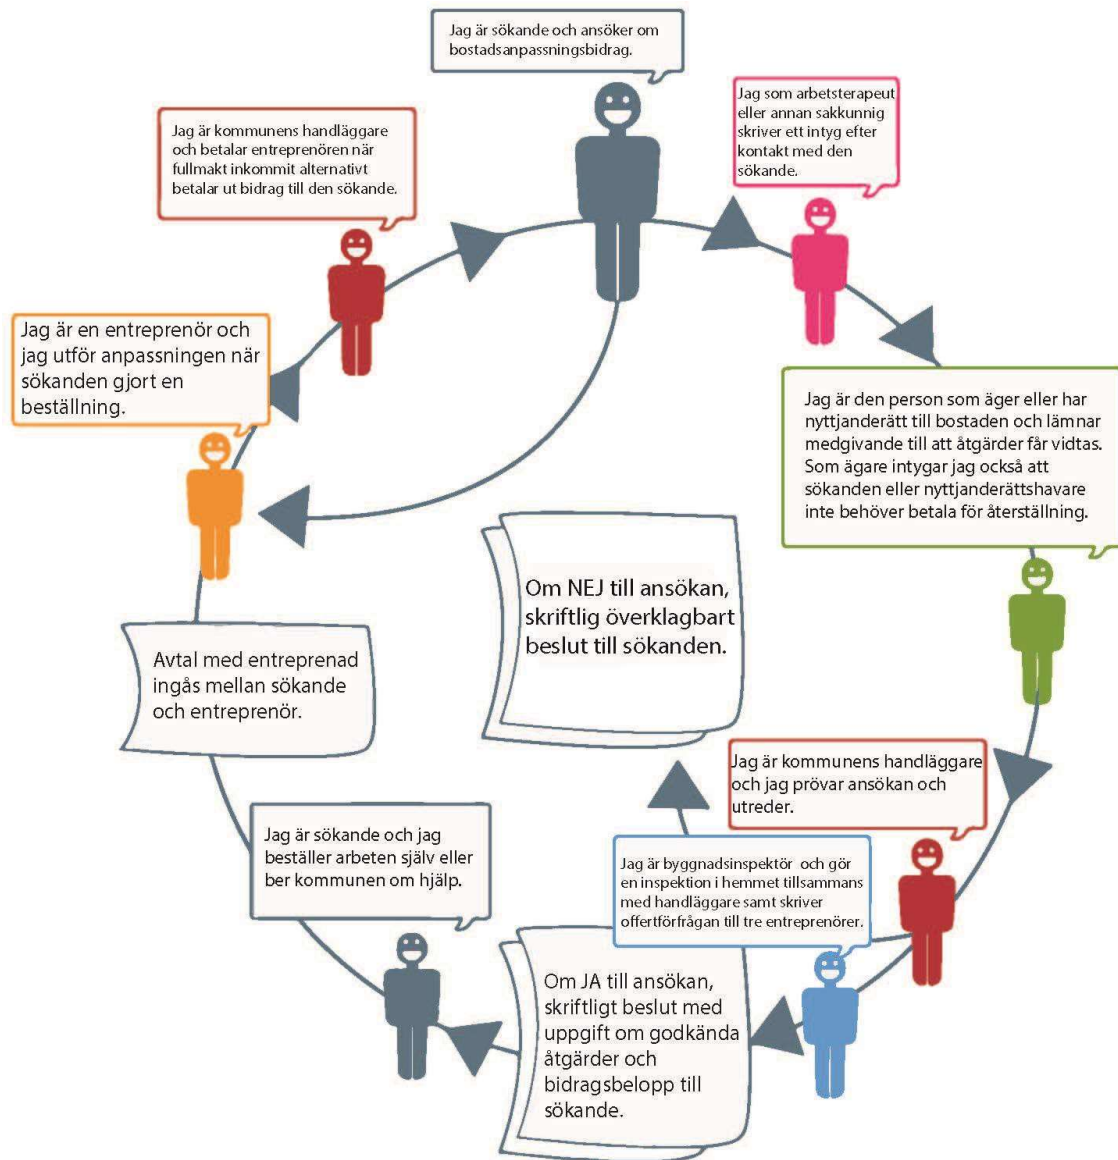 Jag är sökande och ansöker om
bostadsanpassningsbidrag.
Jag som arbetsterapeut
eller annan sakkunnig
skriver ett intyg efter
kontakt med den
sökande.
Jag är kommunens handläggare
och betalar entreprenören när
fullmakt inkommit alternativt
betalar ut bidrag till den sökande.
Jag är en entreprenör och
jag utför anpassningen när
sökanden gjort en
beställning.
Jag är den person som äger eller har
nyttjanderätt till bostaden och lämnar
medgivande till att åtgärder får vidtas.
Som ägare intygar jag också att
sökanden eller nyttjanderättshavare
inte behöver betala för återställning.
Om NEJ till ansökan,
skriftlig överklagbart
beslut till sökanden.
Avtal med entreprenad
ingås mellan sökande
och entreprenör.
Jag är kommunens handläggare
och jag prövar ansökan och
utreder.
Jag är sökande och jag
beställer arbeten själv eller
ber kommunen om hjälp.
Jag är byggnadsinspektör och gör
en inspektion i hemmet tillsammans
med handläggare samt skriver
offertförfrågan till tre entreprenörer.
Om JA till ansökan,
skriftligt beslut med
uppgift om godkända
åtgärder och
bidragsbelopp till
sökande.